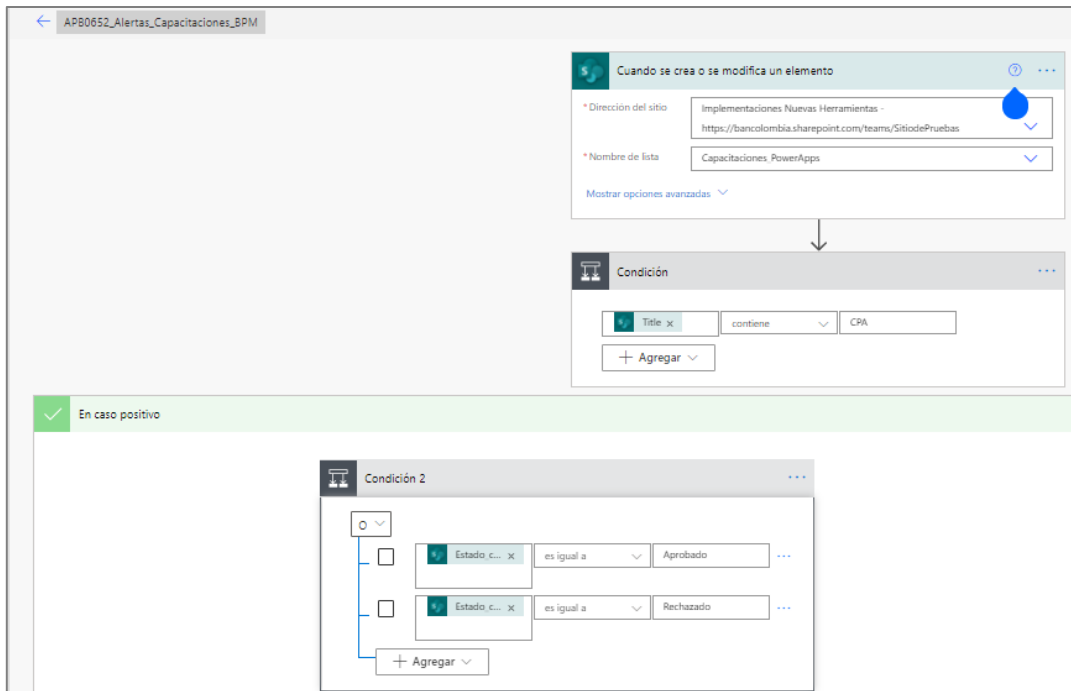 APB0652_Alertas_Capacitaciones_BPM
Cuando se crea o se modifica un elemento
* Dirección del sitio
Implementaciones Nuevas Herramientas -
https://bancolombia.sharepoint.com/teams/SitiodePruebas
* Nombre de lista
Capacitaciones_PowerApps
Mostrar opciones avanzadas
Condición
Title x
contiene
CPA
+ Agregar
En caso positivo
Condición 2
O
Estado_c... x
es igual a
Aprobado
Estado_c... x
es igual a
Rechazado
+ Agregar